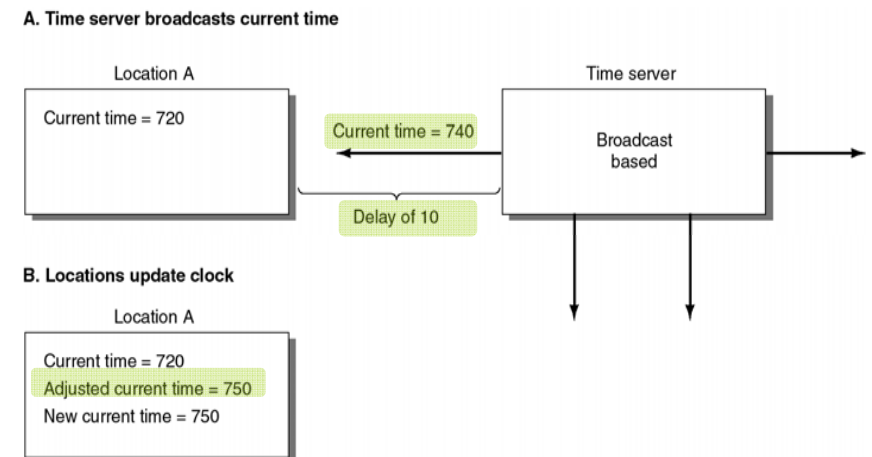 A. Time server broadcasts current time
Location A
Time server
Current time = 720
Current time = 740
Broadcast
based
Delay of 10
B. Locations update clock
Location A
Current time = 720
Adjusted current time = 750
New current time = 750